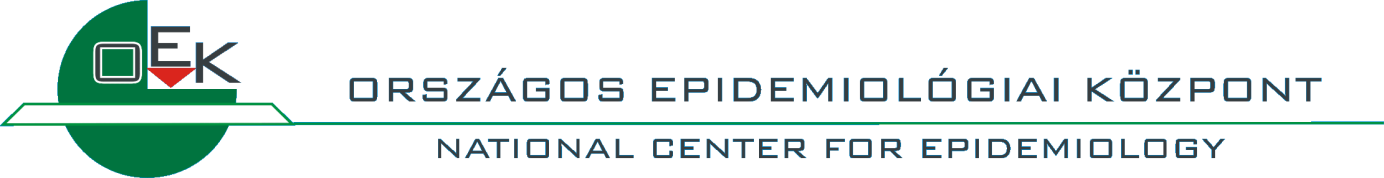 OEK
ORSZÁGOS EPIDEMIOLÓGIAI KÖZPONT
NATIONAL CENTER FOR EPIDEMIOLOGY